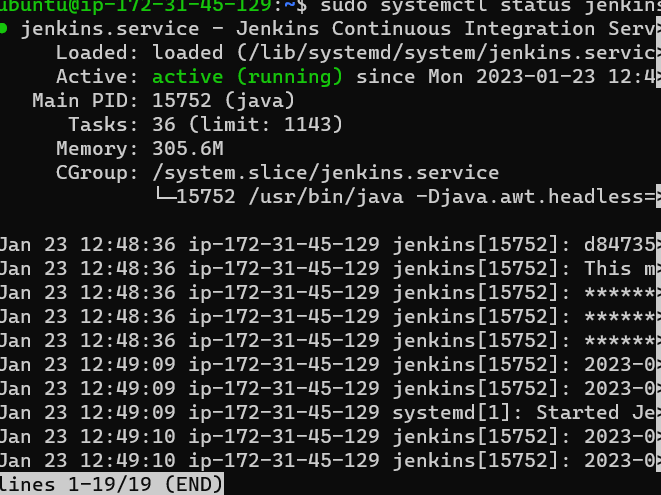 ubuntu@ip-172-31-45-129:~$ sudo systemctl status jenkins
● jenkins.service - Jenkins Continuous Integration Serv>
Loaded: loaded (/lib/systemd/system/jenkins.servic>
Active: active (running) since Mon 2023-01-23 12:4>
Main PID: 15752 (java)
Tasks: 36 (limit: 1143)
Memory: 305.6M
CGroup: /system.slice/jenkins.service
└─15752 /usr/bin/java -Djava.awt.headless=>
Jan 23 12:48:36 ip-172-31-45-129 jenkins[15752]: d84735>
Jan 23 12:48:36 ip-172-31-45-129 jenkins[15752]: This m>
Jan 23 12:48:36 ip-172-31-45-129 jenkins[15752]: ******>
Jan 23 12:48:36 ip-172-31-45-129 jenkins[15752]: ******>
Jan 23 12:48:36 ip-172-31-45-129 jenkins[15752]: ******>
Jan 23 12:49:09 ip-172-31-45-129 jenkins[15752]: 2023-0>
Jan 23 12:49:09 ip-172-31-45-129 jenkins[15752]: 2023-0>
Jan 23 12:49:09 ip-172-31-45-129 systemd[1]: Started Je>
Jan 23 12:49:10 ip-172-31-45-129 jenkins[15752]: 2023-0>
Jan 23 12:49:10 ip-172-31-45-129 jenkins[15752]: 2023-0>
lines 1-19/19 (END)